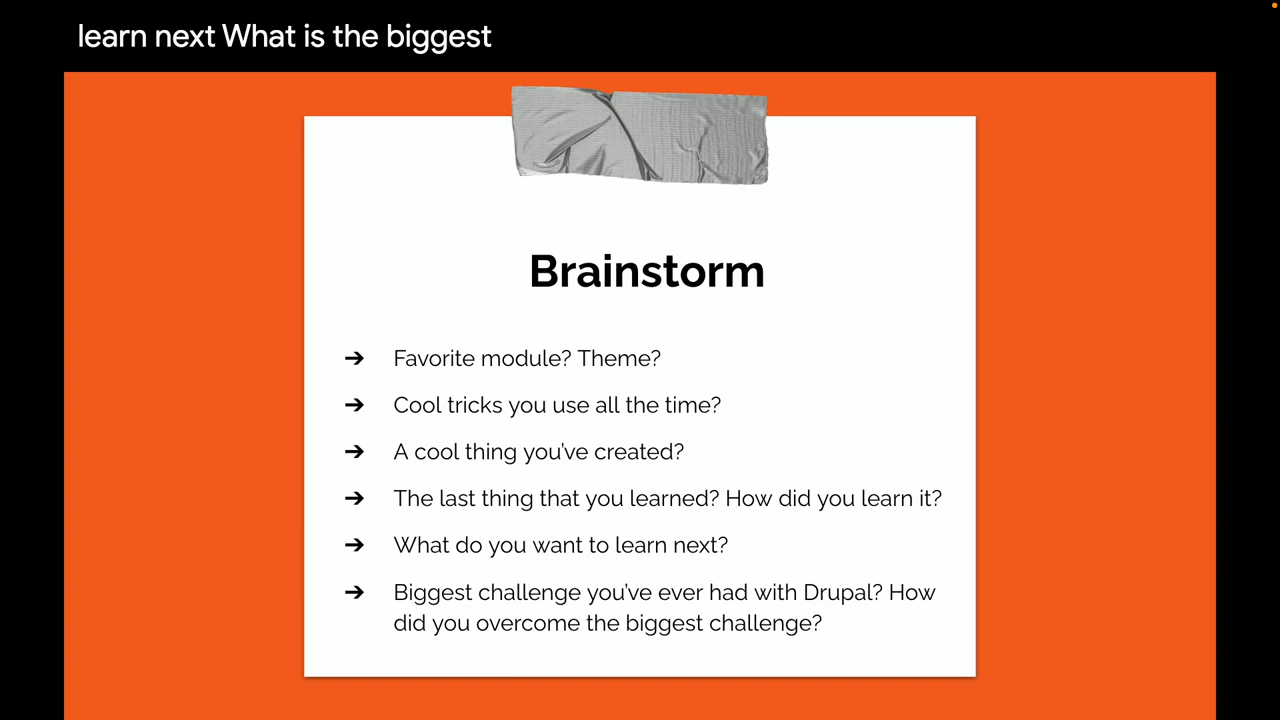 learn next What is the biggest
Brainstorm
➔ Favorite module? Theme?
➔ Cool tricks you use all the time?
➔ A cool thing you've created?
➔ The last thing that you learned? How did you learn it?
➔ What do you want to learn next?
➔ Biggest challenge you've ever had with Drupal? How
did you overcome the biggest challenge?